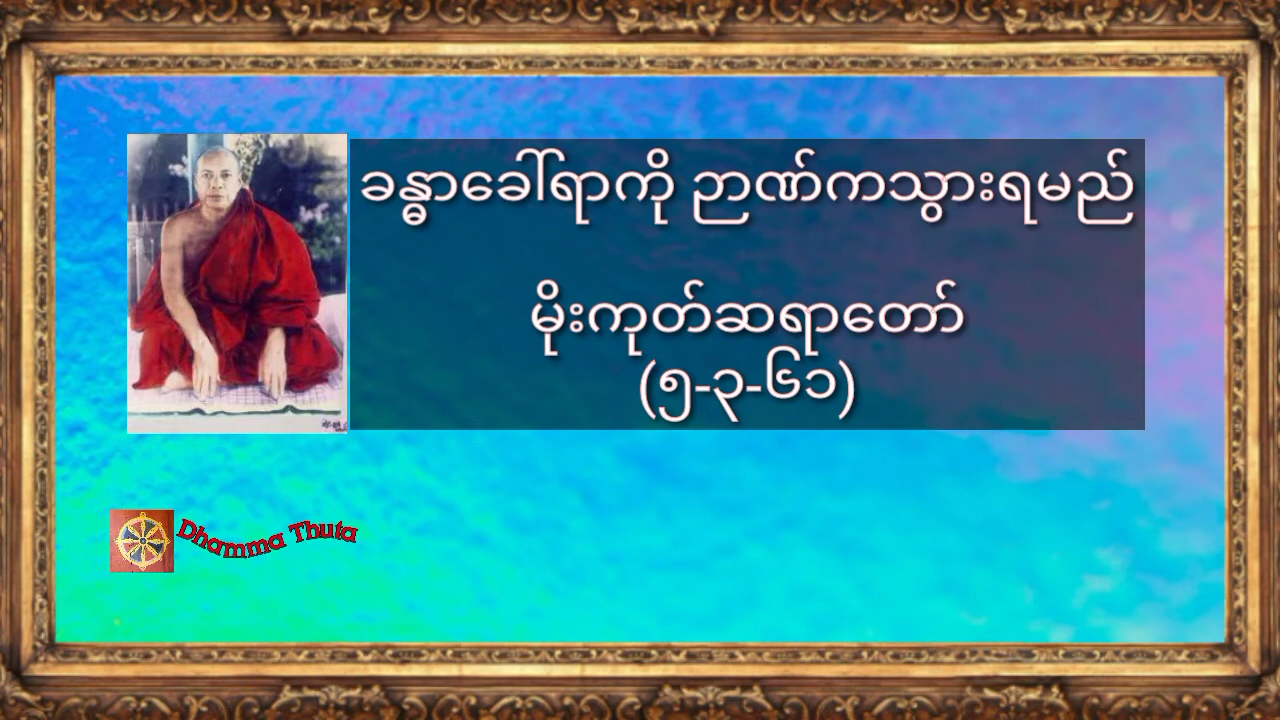 ခန္ဓာခေါ်ရာကို ဉာဏ်ကသွားရမည်
မိုးကုတ်ဆရာတော်
(၅-၃-၆၁)
Dhamma Thuta